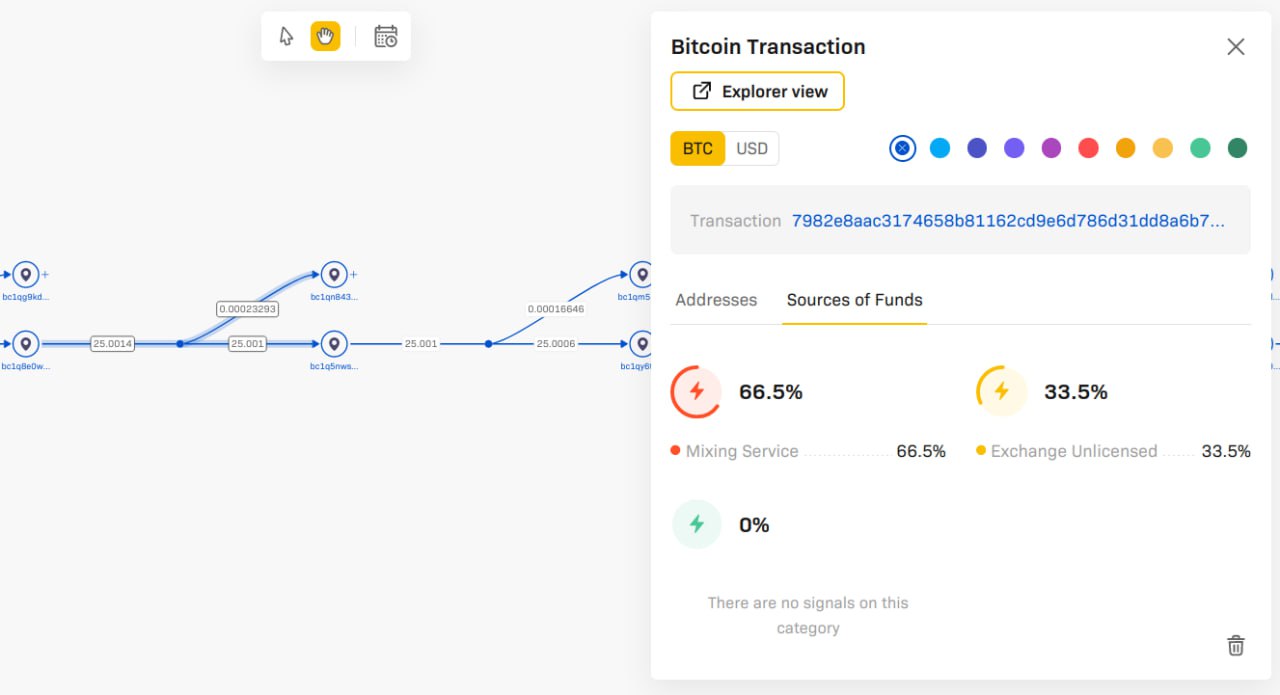 Bitcoin Transaction
Explorer view
BTC USD
Transaction 7982e8aac3174658b81162cd9e6d786d31dd8a6b7...
Addresses Sources of Funds
66.5% 33.5%
Mixing Service 66.5% Exchange Unlicensed 33.5%
0%
There are no signals on this
category
+ +
bc1qg9kd... bc1qn843... bc1qm5
0.00023293 0.00016646
25.0014 25.001 25.001 25.0006
bc1q8e0w... bc1q5nws... bc1qy6